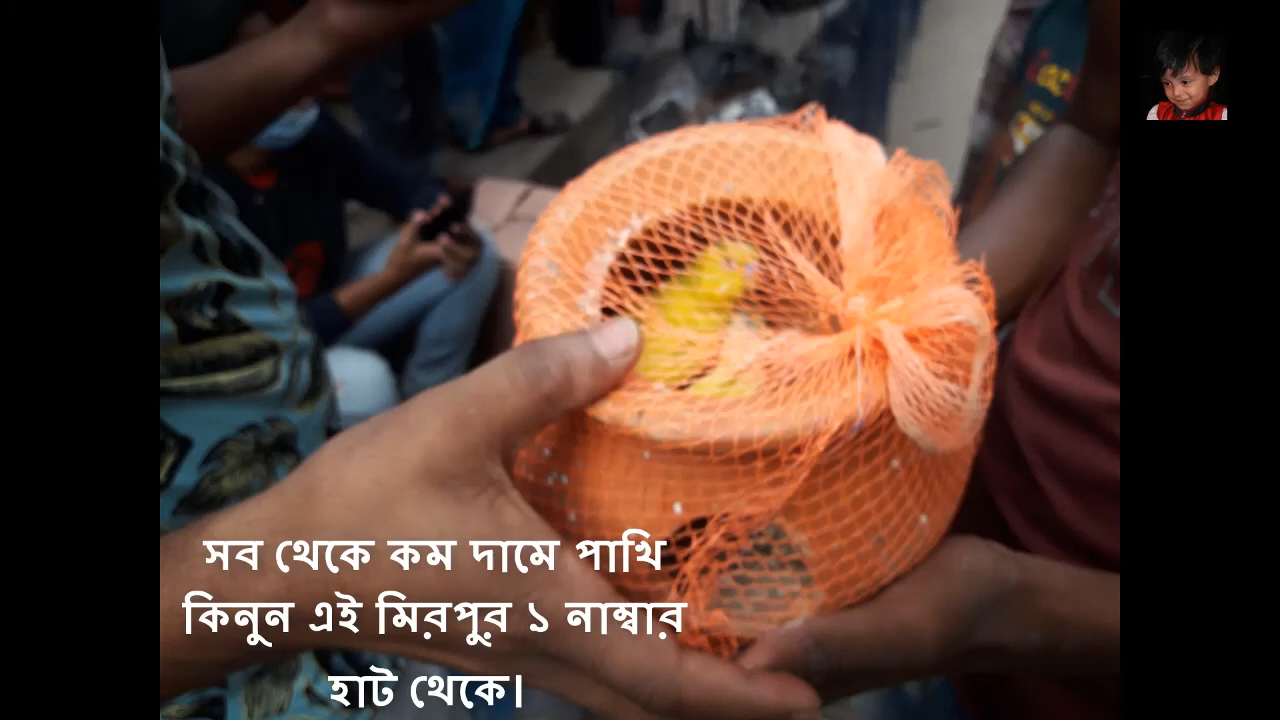 সব থেকে কম দামে পাখি
কিনুন এই মিরপুর ১ নাম্বার
হাট থেকে।